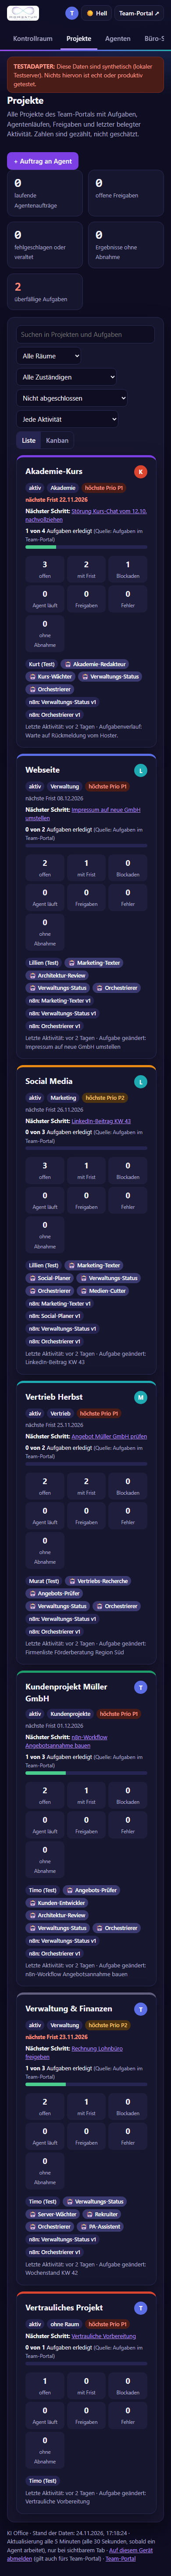 T
Hell
Team-Portal ↗
Kontrollraum
Projekte
Agenten
Büro-S
TESTADAPTER: Diese Daten sind synthetisch (lokaler
Testserver). Nichts hiervon ist echt oder produktiv
getestet.
Projekte
Alle Projekte des Team-Portals mit Aufgaben,
Agentenläufen, Freigaben und letzter belegter
Aktivität. Zahlen sind gezählt, nicht geschätzt.
+ Auftrag an Agent
0
laufende
Agentenaufträge
0
offene Freigaben
0
fehlgeschlagen oder
veraltet
0
Ergebnisse ohne
Abnahme
2
überfällige Aufgaben
Suchen in Projekten und Aufgaben
Alle Räume
Alle Zuständigen
Nicht abgeschlossen
Jede Aktivität
Liste
Kanban
Akademie-Kurs
K
aktiv
Akademie
höchste Prio P1
nächste Frist 22.11.2026
Nächster Schritt: Störung Kurs-Chat vom 12.10.
nachvollziehen
1 von 4 Aufgaben erledigt (Quelle: Aufgaben im
Team-Portal)
3
offen
2
mit Frist
1
Blockaden
0
Agent läuft
0
Freigaben
0
Fehler
0
ohne
Abnahme
Kurt (Test)
Akademie-Redakteur
Kurs-Wächter
Verwaltungs-Status
Orchestrierer
n8n: Verwaltungs-Status v1
n8n: Orchestrierer v1
Letzte Aktivität: vor 2 Tagen · Aufgabenverlauf:
Warte auf Rückmeldung vom Hoster.
Webseite
L
aktiv
Verwaltung
höchste Prio P1
nächste Frist 08.12.2026
Nächster Schritt: Impressum auf neue GmbH
umstellen
0 von 2 Aufgaben erledigt (Quelle: Aufgaben im
Team-Portal)
2
offen
1
mit Frist
0
Blockaden
0
Agent läuft
0
Freigaben
0
Fehler
0
ohne
Abnahme
Lillien (Test)
Marketing-Texter
Architektur-Review
Verwaltungs-Status
Orchestrierer
n8n: Marketing-Texter v1
n8n: Verwaltungs-Status v1
n8n: Orchestrierer v1
Letzte Aktivität: vor 2 Tagen · Aufgabe geändert:
Impressum auf neue GmbH umstellen
Social Media
L
aktiv
Marketing
höchste Prio P2
nächste Frist 26.11.2026
Nächster Schritt: LinkedIn-Beitrag KW 43
0 von 3 Aufgaben erledigt (Quelle: Aufgaben im
Team-Portal)
3
offen
1
mit Frist
0
Blockaden
0
Agent läuft
0
Freigaben
0
Fehler
0
ohne
Abnahme
Lillien (Test)
Marketing-Texter
Social-Planer
Verwaltungs-Status
Orchestrierer
Medien-Cutter
n8n: Marketing-Texter v1
n8n: Social-Planer v1
n8n: Verwaltungs-Status v1
n8n: Orchestrierer v1
Letzte Aktivität: vor 2 Tagen · Aufgabe geändert:
LinkedIn-Beitrag KW 43
Vertrieb Herbst
M
aktiv
Vertrieb
höchste Prio P1
nächste Frist 25.11.2026
Nächster Schritt: Angebot Müller GmbH prüfen
0 von 2 Aufgaben erledigt (Quelle: Aufgaben im
Team-Portal)
2
offen
2
mit Frist
0
Blockaden
0
Agent läuft
0
Freigaben
0
Fehler
0
ohne
Abnahme
Murat (Test)
Vertriebs-Recherche
Angebots-Prüfer
Verwaltungs-Status
Orchestrierer
n8n: Verwaltungs-Status v1
n8n: Orchestrierer v1
Letzte Aktivität: vor 2 Tagen · Aufgabe geändert:
Firmenliste Förderberatung Region Süd
Kundenprojekt Müller
GmbH
T
aktiv
Kundenprojekte
höchste Prio P1
nächste Frist 01.12.2026
Nächster Schritt: n8n-Workflow
Angebotsannahme bauen
1 von 3 Aufgaben erledigt (Quelle: Aufgaben im
Team-Portal)
2
offen
1
mit Frist
0
Blockaden
0
Agent läuft
0
Freigaben
0
Fehler
0
ohne
Abnahme
Timo (Test)
Angebots-Prüfer
Kunden-Entwickler
Architektur-Review
Verwaltungs-Status
Orchestrierer
n8n: Verwaltungs-Status v1
n8n: Orchestrierer v1
Letzte Aktivität: vor 2 Tagen · Aufgabe geändert:
n8n-Workflow Angebotsannahme bauen
Verwaltung & Finanzen
T
aktiv
Verwaltung
höchste Prio P2
nächste Frist 23.11.2026
Nächster Schritt: Rechnung Lohnbüro
freigeben
1 von 3 Aufgaben erledigt (Quelle: Aufgaben im
Team-Portal)
2
offen
1
mit Frist
0
Blockaden
0
Agent läuft
0
Freigaben
0
Fehler
0
ohne
Abnahme
Timo (Test)
Verwaltungs-Status
Server-Wächter
Rekruiter
Orchestrierer
PA-Assistent
n8n: Verwaltungs-Status v1
n8n: Orchestrierer v1
Letzte Aktivität: vor 2 Tagen · Aufgabe geändert:
Wochenstand KW 42
Vertrauliches Projekt
T
aktiv
ohne Raum
höchste Prio P1
Nächster Schritt: Vertrauliche Vorbereitung
0 von 1 Aufgaben erledigt (Quelle: Aufgaben im
Team-Portal)
1
offen
0
mit Frist
0
Blockaden
0
Agent läuft
0
Freigaben
0
Fehler
0
ohne
Abnahme
Timo (Test)
Letzte Aktivität: vor 2 Tagen · Aufgabe geändert:
Vertrauliche Vorbereitung
KI Office · Stand der Daten: 24.11.2026, 17:18:24 ·
Aktualisierung alle 5 Minuten (alle 30 Sekunden, sobald ein
Agent arbeitet), nur bei sichtbarem Tab · Auf diesem Gerät
abmelden (gilt auch fürs Team-Portal) · Team-Portal